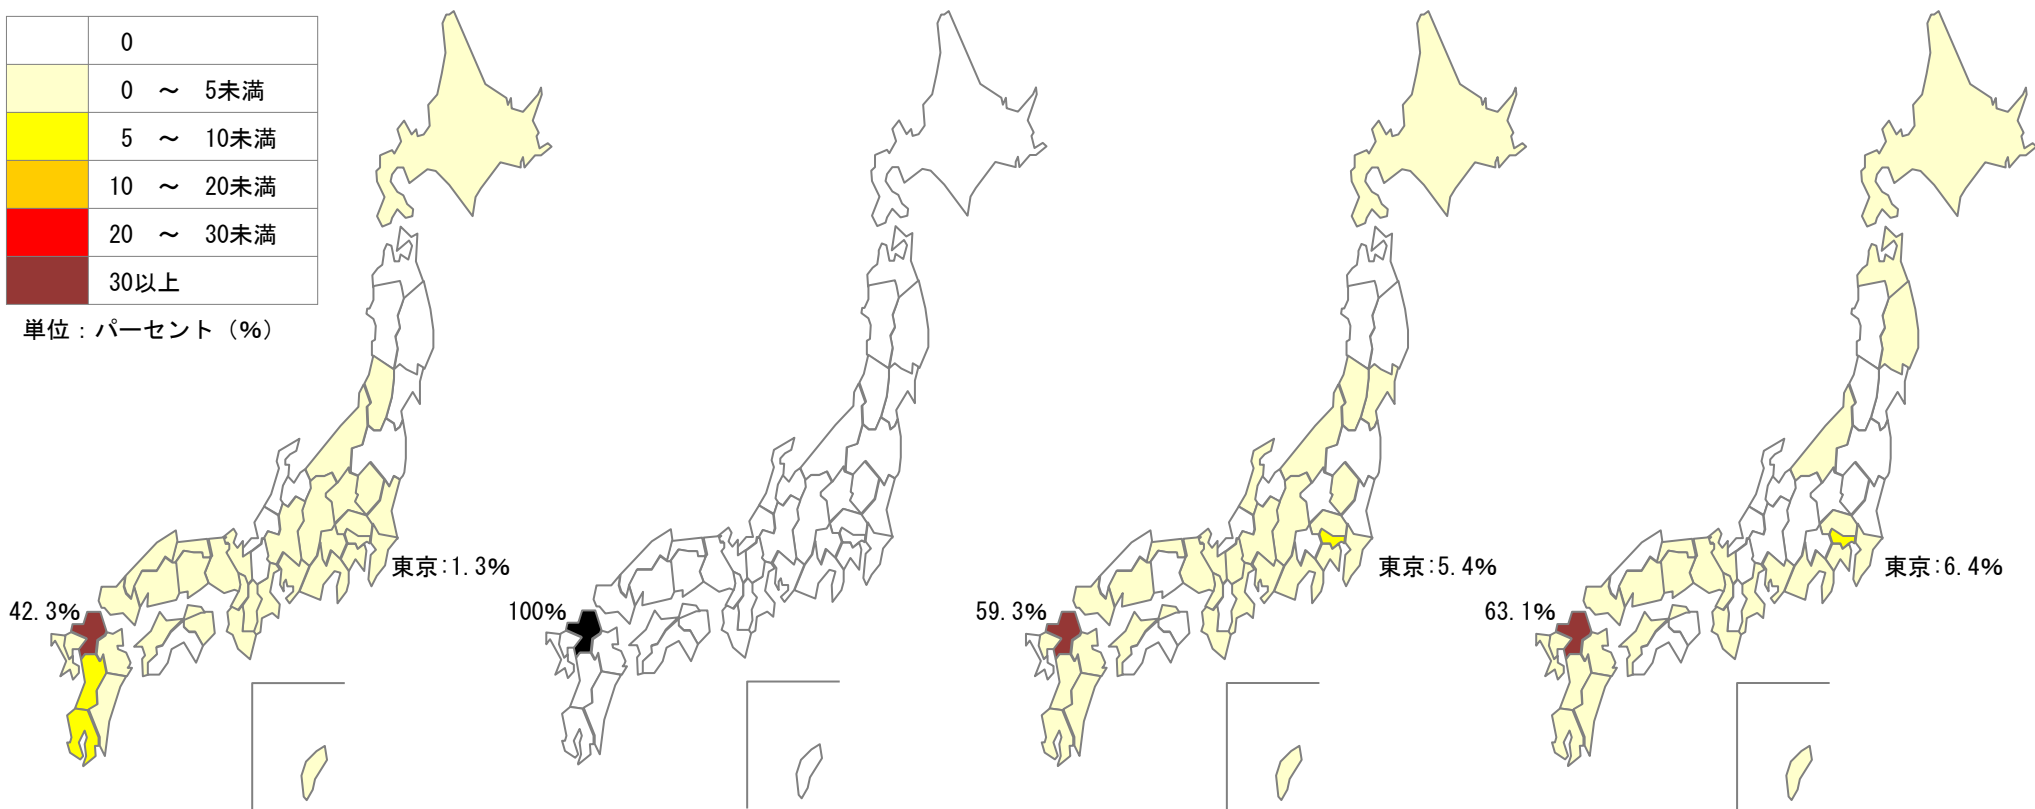 0
0 ～ 5未満
5 ～ 10未満
10 ～ 20未満
20 ～ 30未満
30以上
単位：パーセント（%）
東京:1.3%
42.3%
100%
東京:5.4%
59.3%
東京:6.4%
63.1%